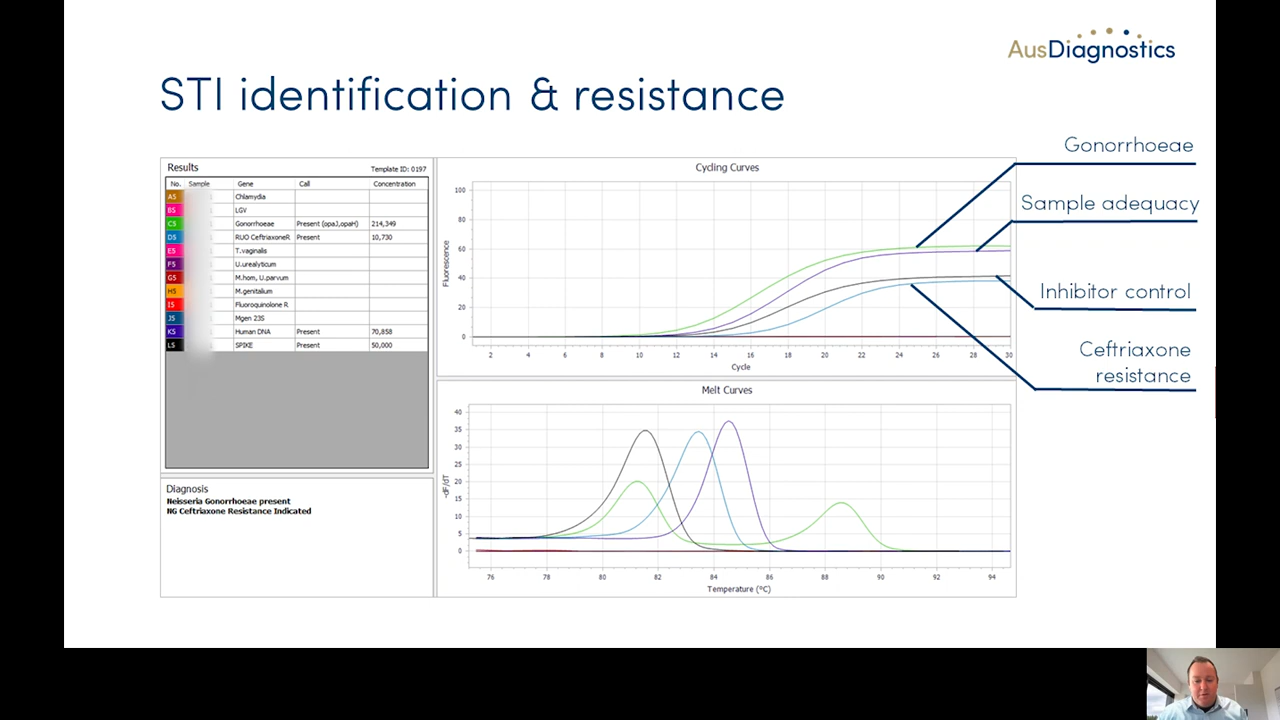 AusDiagnostics
STI identification & resistance
Results
Template ID: 0197
No. Sample Gene Call Concentration
A5 Chlamydia
B5 LGV
C5 Gonorrhoeae Present (opaJ,opaH) 214,349
D5 RUO CeftriaxoneR Present 10,730
E5 T.vaginalis
F5 U.urealyticum
G5 M.hom, U.parvum
H5 M.genitalium
I5 Fluoroquinolone R
J5 Mgen 23S
K5 Human DNA Present 70,858
L5 SPIKE Present 50,000
Diagnosis
Neisseria Gonorrhoeae present
NG Ceftriaxone Resistance Indicated
Cycling Curves
Fluorescence
100
80
60
40
20
0
2 4 6 8 10 12 14 16 18 20 22 24 26 28 30
Cycle
Melt Curves
-dF/dT
40
35
30
25
20
15
10
5
0
76 78 80 82 84 86 88 90 92 94
Temperature (°C)
Gonorrhoeae
Sample adequacy
Inhibitor control
Ceftriaxone
resistance